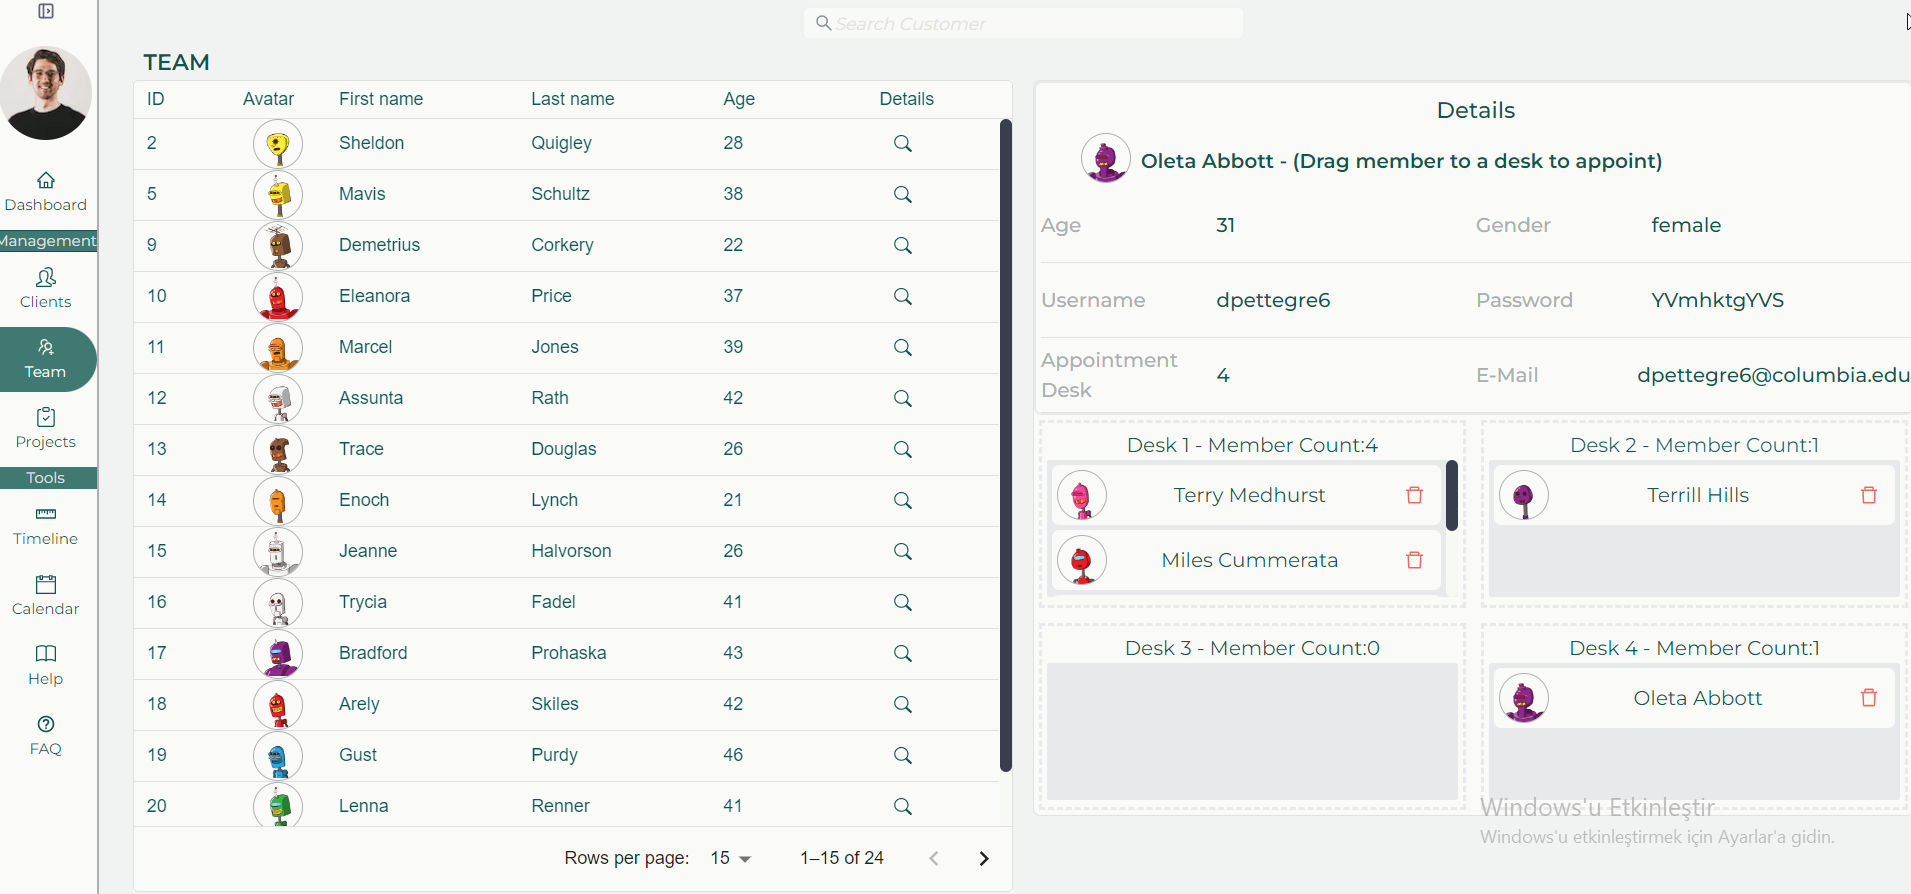 Search Customer
Dashboard
Management
Clients
Team
Projects
Tools
Timeline
Calendar
Help
FAQ
TEAM
ID Avatar First name Last name Age Details
2 Sheldon Quigley 28
5 Mavis Schultz 38
9 Demetrius Corkery 22
10 Eleanora Price 37
11 Marcel Jones 39
12 Assunta Rath 42
13 Trace Douglas 26
14 Enoch Lynch 21
15 Jeanne Halvorson 26
16 Trycia Fadel 41
17 Bradford Prohaska 43
18 Arely Skiles 42
19 Gust Purdy 46
20 Lenna Renner 41
Rows per page: 15 1–15 of 24
Details
Oleta Abbott - (Drag member to a desk to appoint)
Age 31 Gender female
Username dpettegre6 Password YVmhktgYVS
Appointment
Desk 4 E-Mail dpettegre6@columbia.edu
Desk 1 - Member Count:4
Terry Medhurst
Miles Cummerata
Desk 2 - Member Count:1
Terrill Hills
Desk 3 - Member Count:0
Desk 4 - Member Count:1
Oleta Abbott
Windows'u Etkinleştir
Windows'u etkinleştirmek için Ayarlar'a gidin.